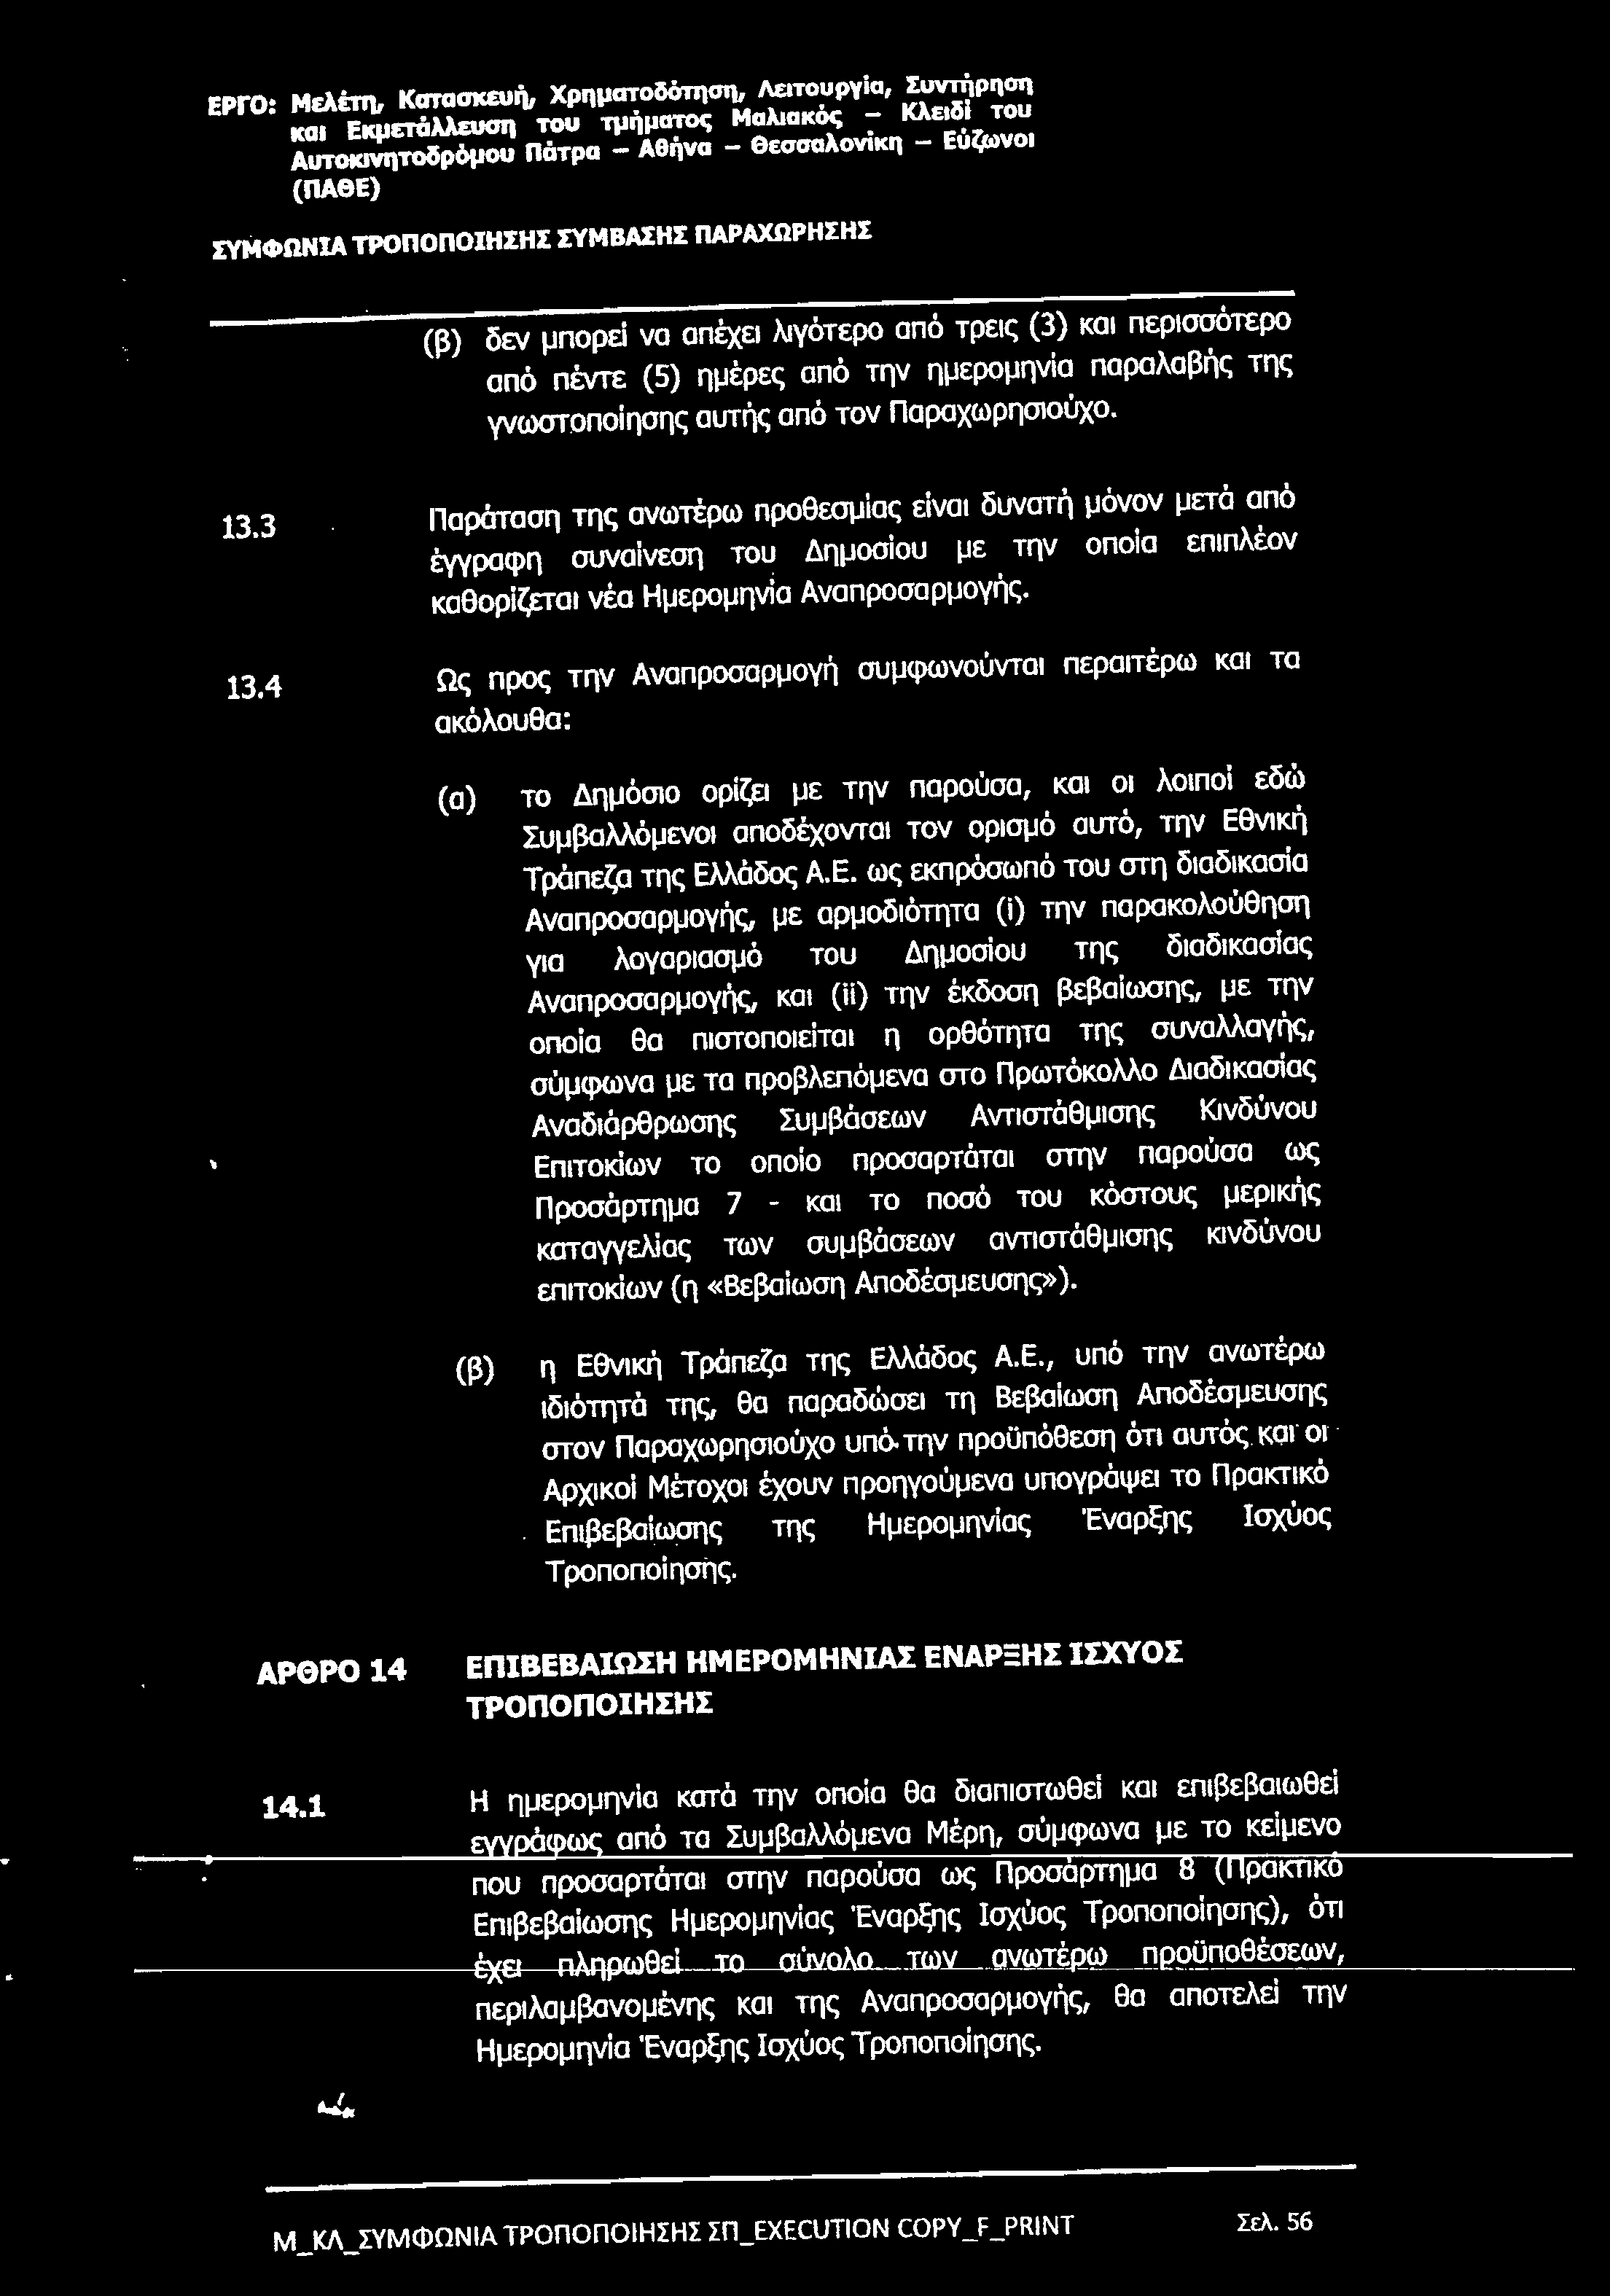 ΕΡΓΟ: Μελέτη, Κατασκευή, Χρηματοδότηση, Λειτουργία, Συντήρηση
και Εκμετάλλευση του τμήματος Μαλιακός – Κλειδί του
Αυτοκινητοδρόμου Πάτρα – Αθήνα – Θεσσαλονίκη – Εύζωνοι
(ΠΑΘΕ)
ΣΥΜΦΩΝΙΑ ΤΡΟΠΟΠΟΙΗΣΗΣ ΣΥΜΒΑΣΗΣ ΠΑΡΑΧΩΡΗΣΗΣ
(β) δεν μπορεί να απέχει λιγότερο από τρεις (3) και περισσότερο
από πέντε (5) ημέρες από την ημερομηνία παραλαβής της
γνωστοποίησης αυτής από τον Παραχωρησιούχο.
13.3 Παράταση της ανωτέρω προθεσμίας είναι δυνατή μόνον μετά από
έγγραφη συναίνεση του Δημοσίου με την οποία επιπλέον
καθορίζεται νέα Ημερομηνία Αναπροσαρμογής.
13.4 Ως προς την Αναπροσαρμογή συμφωνούνται περαιτέρω και τα
ακόλουθα:
(α) το Δημόσιο ορίζει με την παρούσα, και οι λοιποί εδώ
Συμβαλλόμενοι αποδέχονται τον ορισμό αυτό, την Εθνική
Τράπεζα της Ελλάδος Α.Ε. ως εκπρόσωπό του στη διαδικασία
Αναπροσαρμογής, με αρμοδιότητα (i) την παρακολούθηση
για λογαριασμό του Δημοσίου της διαδικασίας
Αναπροσαρμογής, και (ii) την έκδοση βεβαίωσης, με την
οποία θα πιστοποιείται η ορθότητα της συναλλαγής,
σύμφωνα με τα προβλεπόμενα στο Πρωτόκολλο Διαδικασίας
Αναδιάρθρωσης Συμβάσεων Αντιστάθμισης Κινδύνου
Επιτοκίων το οποίο προσαρτάται στην παρούσα ως
Προσάρτημα 7 - και το ποσό του κόστους μερικής
καταγγελίας των συμβάσεων αντιστάθμισης κινδύνου
επιτοκίων (η «Βεβαίωση Αποδέσμευσης»).
(β) η Εθνική Τράπεζα της Ελλάδος Α.Ε., υπό την ανωτέρω
ιδιότητά της, θα παραδώσει τη Βεβαίωση Αποδέσμευσης
στον Παραχωρησιούχο υπό την προϋπόθεση ότι αυτός και οι
Αρχικοί Μέτοχοι έχουν προηγούμενα υπογράψει το Πρακτικό
Επιβεβαίωσης της Ημερομηνίας Έναρξης Ισχύος
Τροποποίησης.
ΑΡΘΡΟ 14 ΕΠΙΒΕΒΑΙΩΣΗ ΗΜΕΡΟΜΗΝΙΑΣ ΕΝΑΡΞΗΣ ΙΣΧΥΟΣ
ΤΡΟΠΟΠΟΙΗΣΗΣ
14.1 Η ημερομηνία κατά την οποία θα διαπιστωθεί και επιβεβαιωθεί
εγγράφως από τα Συμβαλλόμενα Μέρη, σύμφωνα με το κείμενο
που προσαρτάται στην παρούσα ως Προσάρτημα 8 (Πρακτικό
Επιβεβαίωσης Ημερομηνίας Έναρξης Ισχύος Τροποποίησης), ότι
έχει πληρωθεί το σύνολο των ανωτέρω προϋποθέσεων,
περιλαμβανομένης και της Αναπροσαρμογής, θα αποτελεί την
Ημερομηνία Έναρξης Ισχύος Τροποποίησης.
Μ_ΚΛ_ΣΥΜΦΩΝΙΑ ΤΡΟΠΟΠΟΙΗΣΗΣ ΣΠ_EXECUTION COPY_F_PRINT Σελ. 56